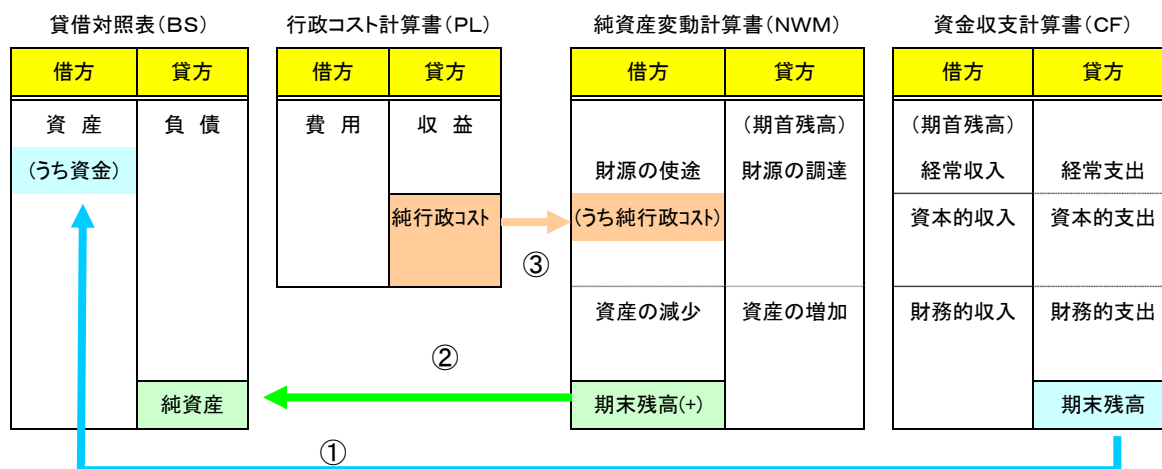 貸借対照表(BS)
借方 貸方
資 産 負 債
(うち資金)
純資産
行政コスト計算書(PL)
借方 貸方
費 用 収 益
純行政コスト
純資産変動計算書(NWM)
借方 貸方
(期首残高)
財源の使途 財源の調達
(うち純行政コスト)
資産の減少 資産の増加
期末残高(+)
資金収支計算書(CF)
借方 貸方
(期首残高)
経常収入 経常支出
資本的収入 資本的支出
財務的収入 財務的支出
期末残高
③
②
①